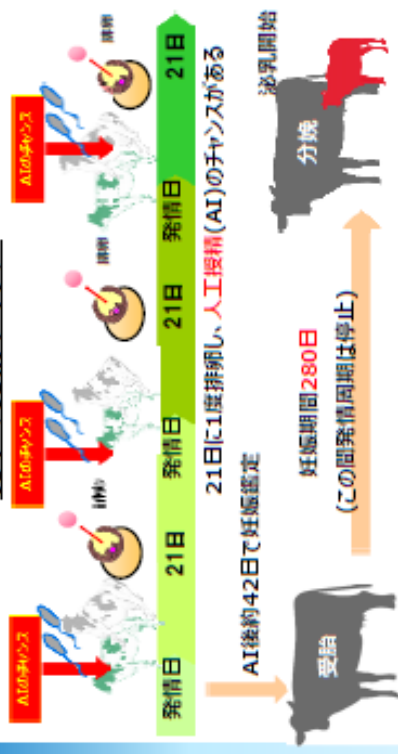 AIのチャンス
AIのチャンス
AIのチャンス
排卵
排卵
排卵
発情日
21日
発情日
21日
発情日
21日
21日に1度排卵し、人工授精(AI)のチャンスがある
AI後約42日で妊娠鑑定
受胎
妊娠期間280日
(この間発情周期は停止)
分娩
泌乳開始